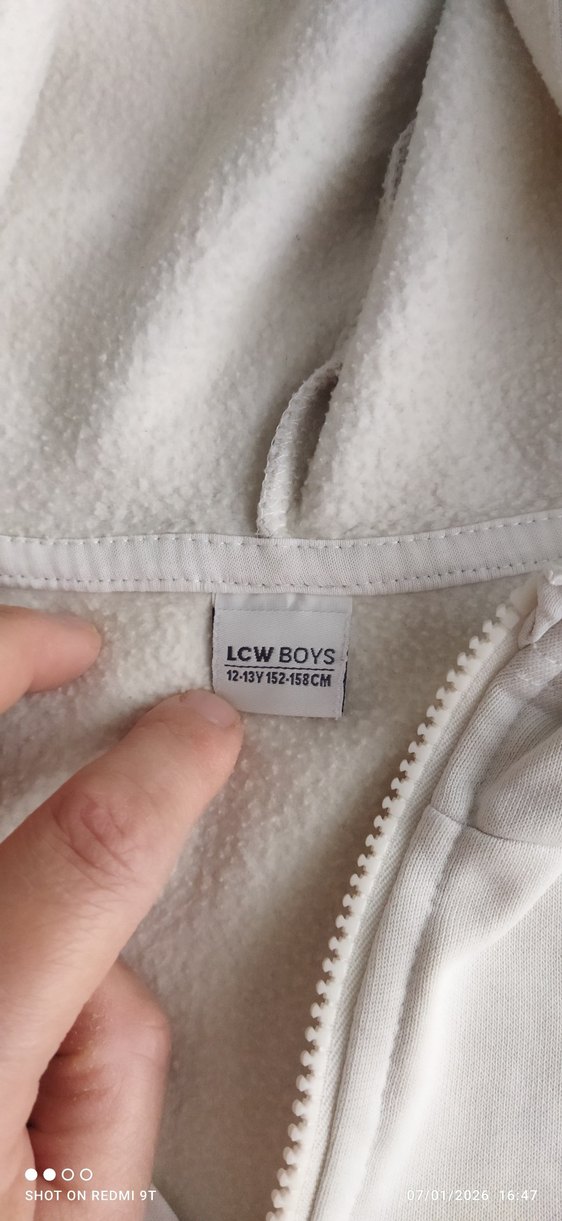 LCW BOYS
12-13Y 152-158CM
SHOT ON REDMI 9T
07/01/2026 16:47